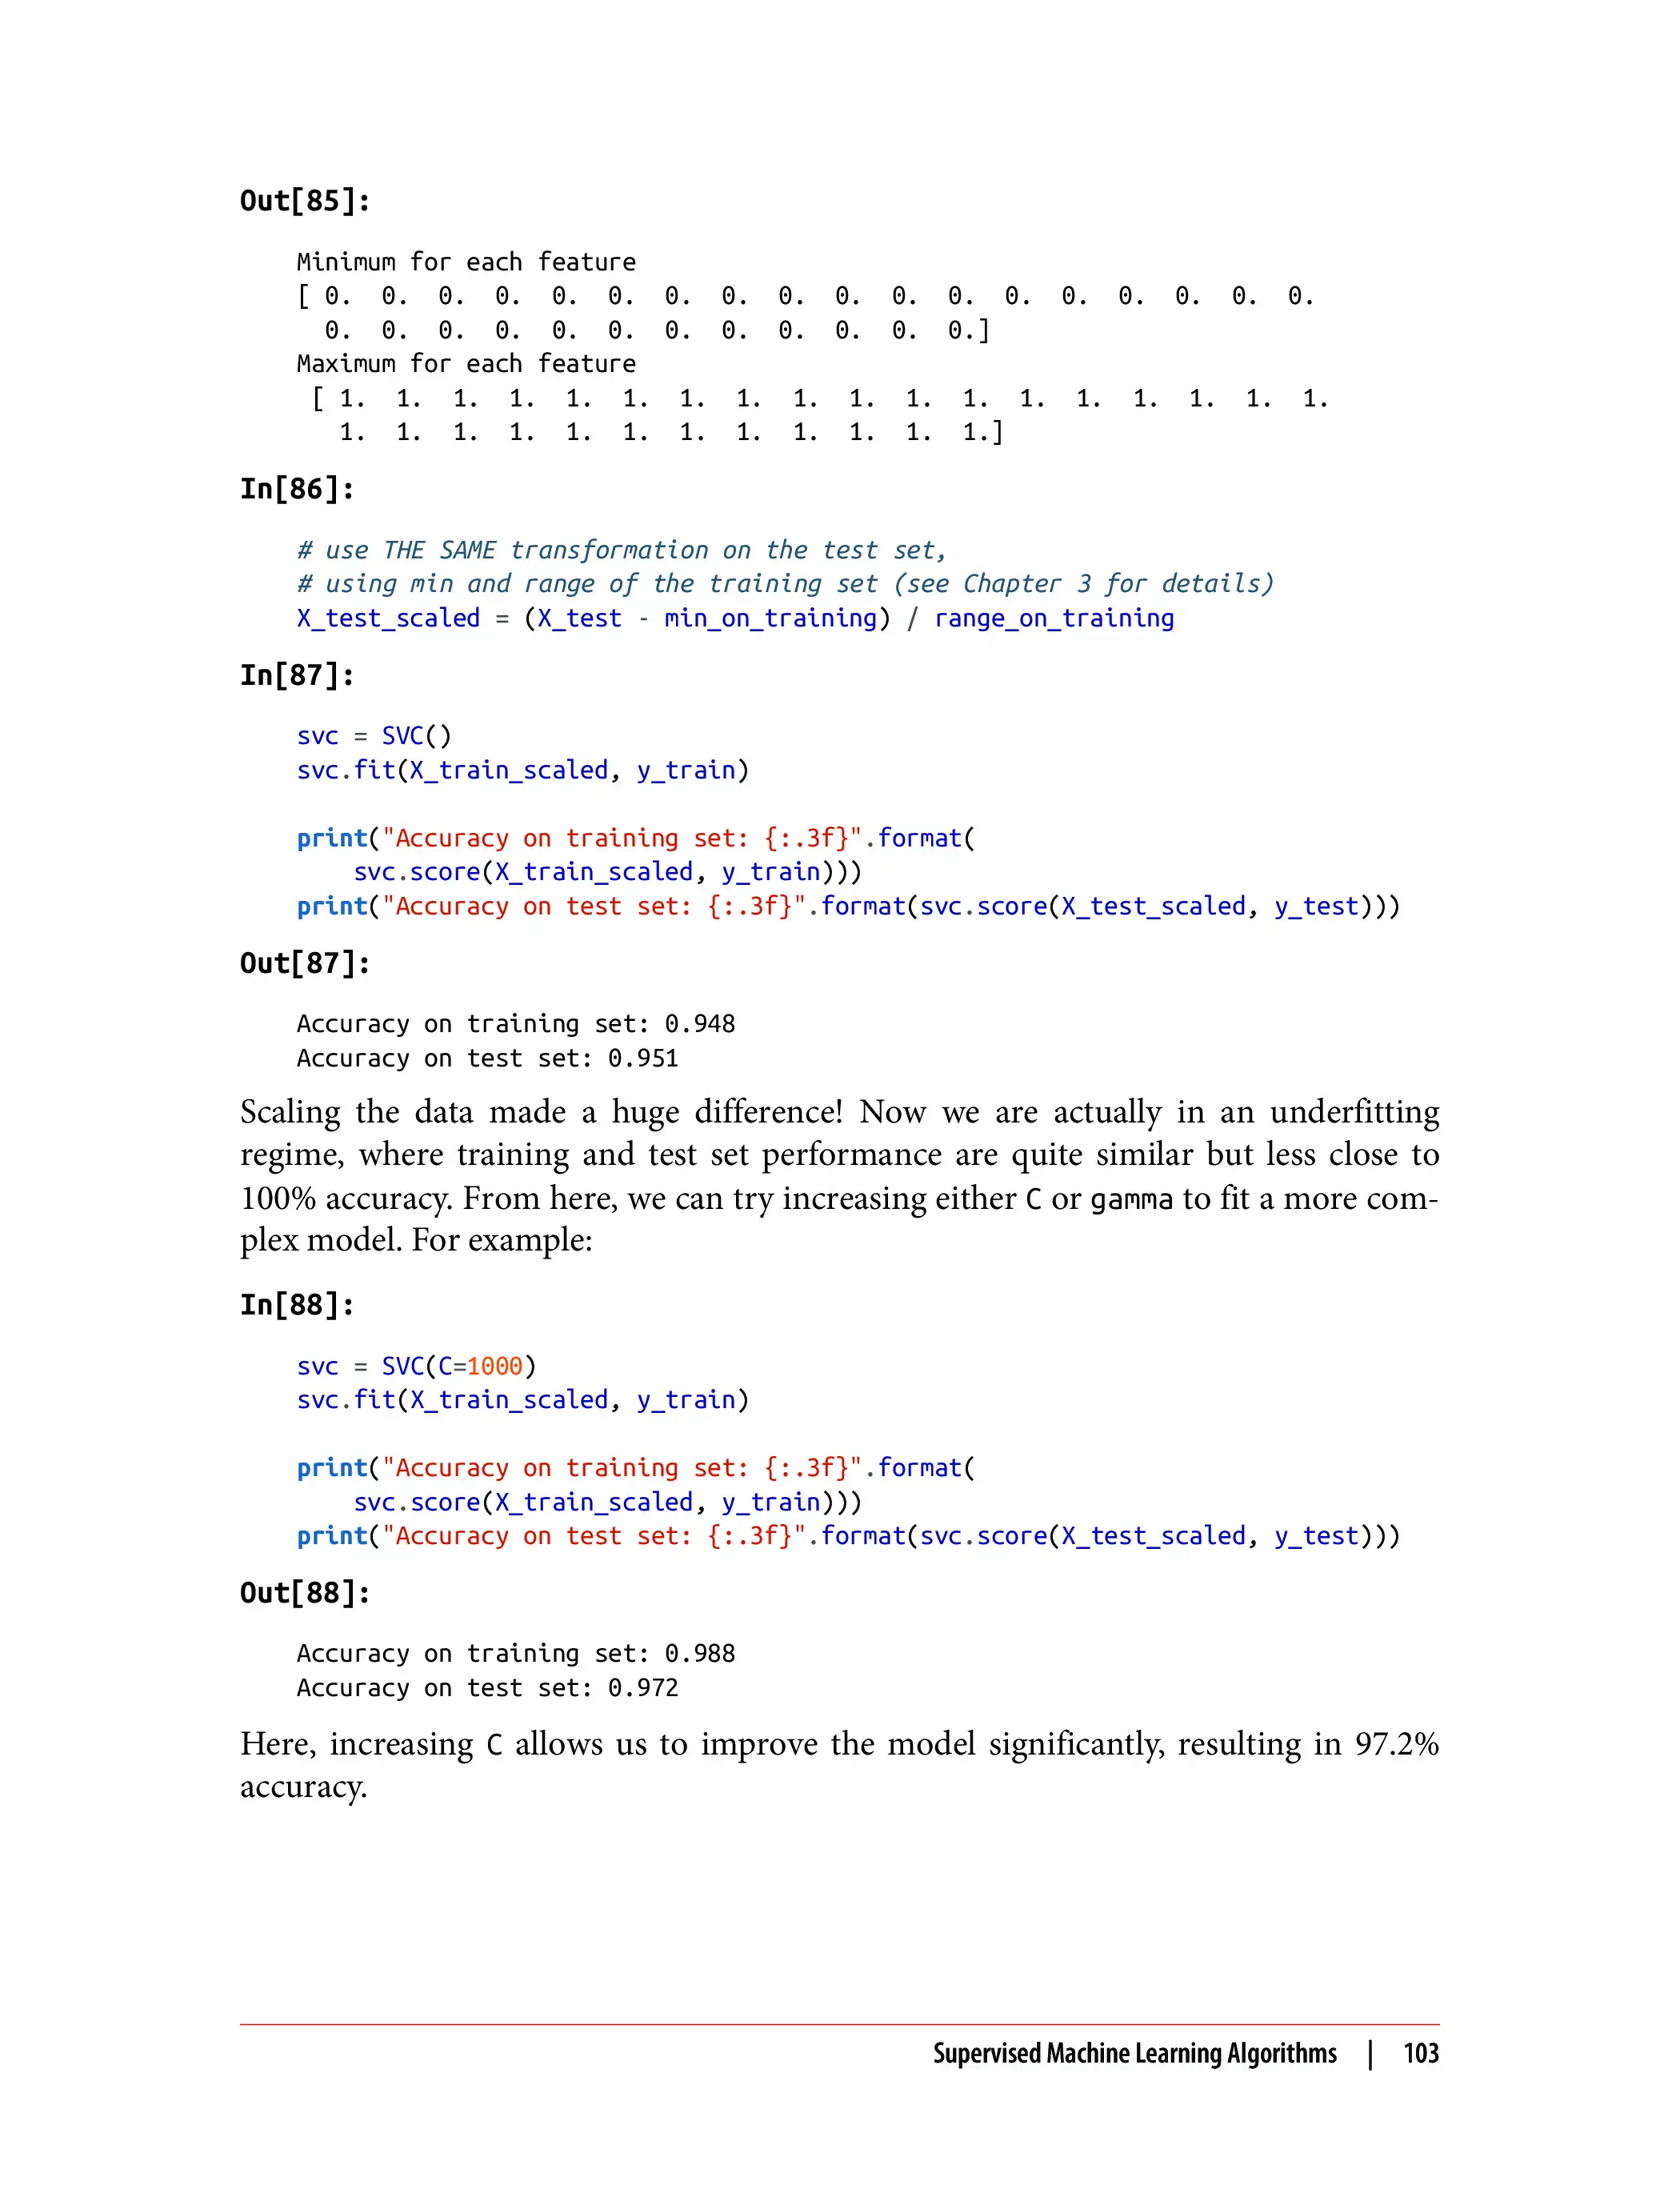 Out[85]:
Minimum for each feature
[ 0.  0.  0.  0.  0.  0.  0.  0.  0.  0.  0.  0.  0.  0.  0.  0.  0.  0.
  0.  0.  0.  0.  0.  0.  0.  0.  0.  0.  0.  0.]
Maximum for each feature
 [ 1.  1.  1.  1.  1.  1.  1.  1.  1.  1.  1.  1.  1.  1.  1.  1.  1.  1.
   1.  1.  1.  1.  1.  1.  1.  1.  1.  1.  1.  1.]
In[86]:
# use THE SAME transformation on the test set,
# using min and range of the training set (see Chapter 3 for details)
X_test_scaled = (X_test - min_on_training) / range_on_training
In[87]:
svc = SVC()
svc.fit(X_train_scaled, y_train)
print("Accuracy on training set: {:.3f}".format(
    svc.score(X_train_scaled, y_train)))
print("Accuracy on test set: {:.3f}".format(svc.score(X_test_scaled, y_test)))
Out[87]:
Accuracy on training set: 0.948
Accuracy on test set: 0.951
Scaling the data made a huge difference! Now we are actually in an underfitting
regime, where training and test set performance are quite similar but less close to
100% accuracy. From here, we can try increasing either C or gamma to fit a more com-
plex model. For example:
In[88]:
svc = SVC(C=1000)
svc.fit(X_train_scaled, y_train)
print("Accuracy on training set: {:.3f}".format(
    svc.score(X_train_scaled, y_train)))
print("Accuracy on test set: {:.3f}".format(svc.score(X_test_scaled, y_test)))
Out[88]:
Accuracy on training set: 0.988
Accuracy on test set: 0.972
Here, increasing C allows us to improve the model significantly, resulting in 97.2%
accuracy.
Supervised Machine Learning Algorithms | 103